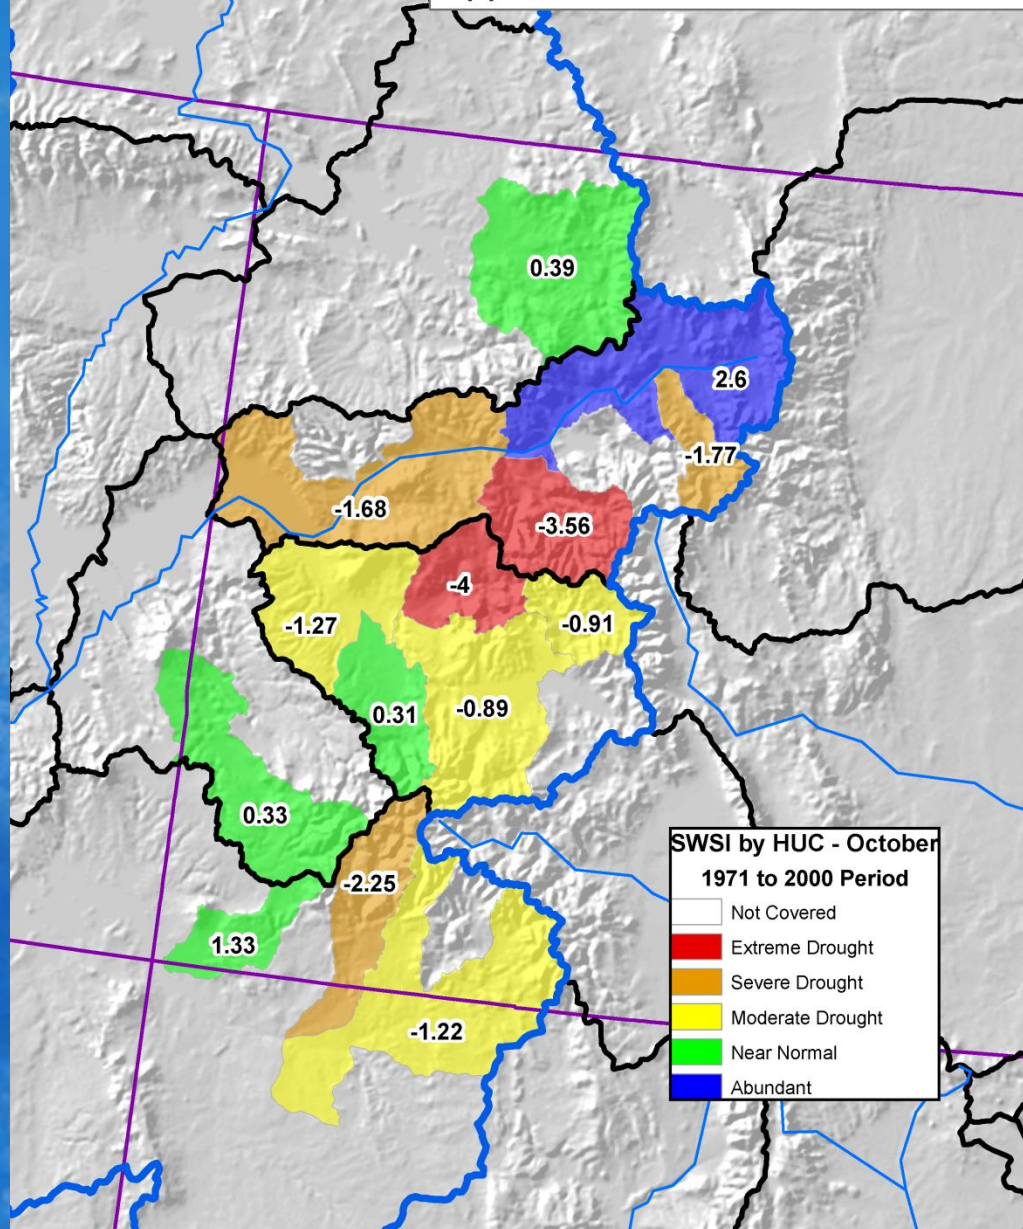 0.39
2.6
-1.77
-1.68
-3.56
-4
-1.27
-0.91
0.31
-0.89
0.33
-2.25
1.33
-1.22
SWSI by HUC - October
1971 to 2000 Period
Not Covered
Extreme Drought
Severe Drought
Moderate Drought
Near Normal
Abundant